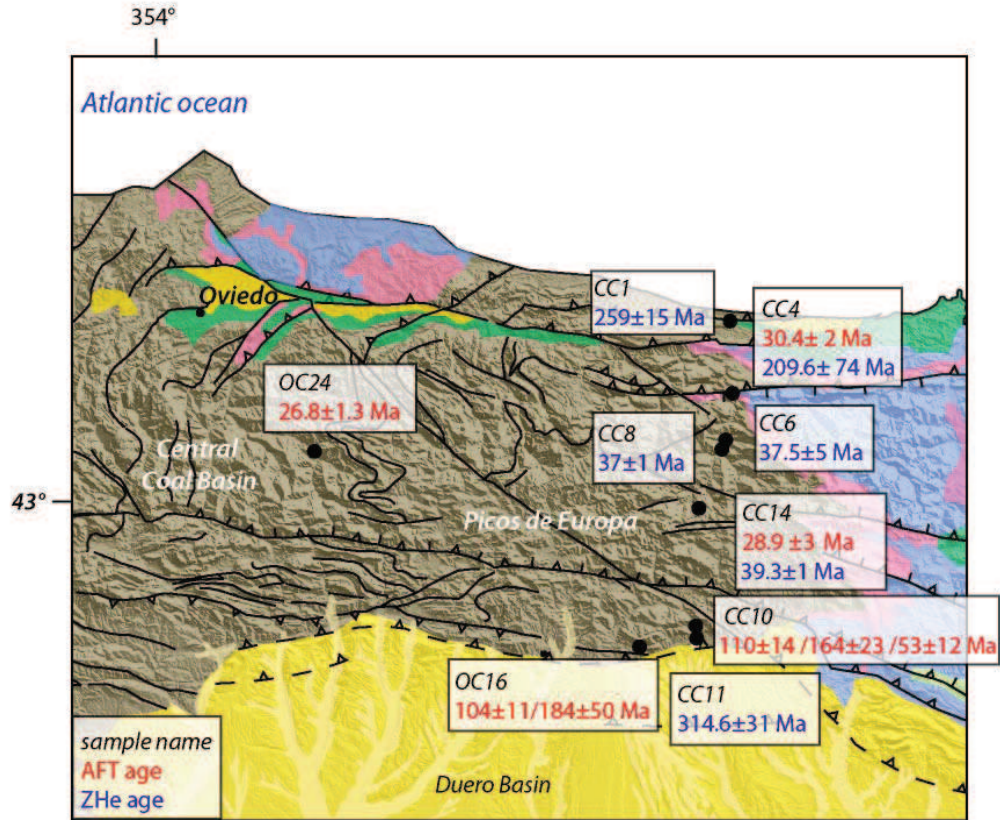 354°
Atlantic ocean
Oviedo
CC1
259±15 Ma
CC4
30.4± 2 Ma
209.6± 74 Ma
OC24
26.8±1.3 Ma
CC8
37±1 Ma
CC6
37.5±5 Ma
Central
Coal Basin
43°
Picos de Europa
CC14
28.9 ±3 Ma
39.3±1 Ma
CC10
110±14 /164±23 /53±12 Ma
OC16
104±11/184±50 Ma
CC11
314.6±31 Ma
sample name
AFT age
ZHe age
Duero Basin